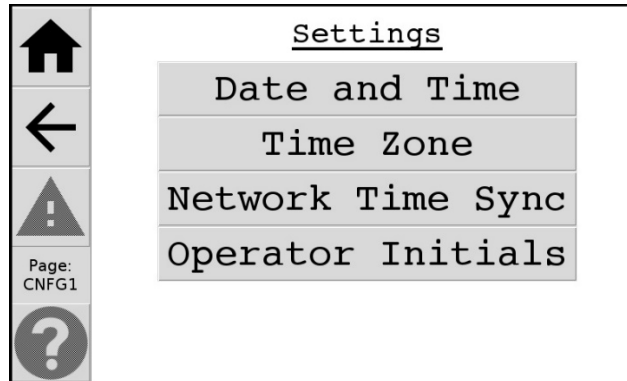 Settings
Date and Time
Time Zone
Network Time Sync
Operator Initials
Page:
CNFG1